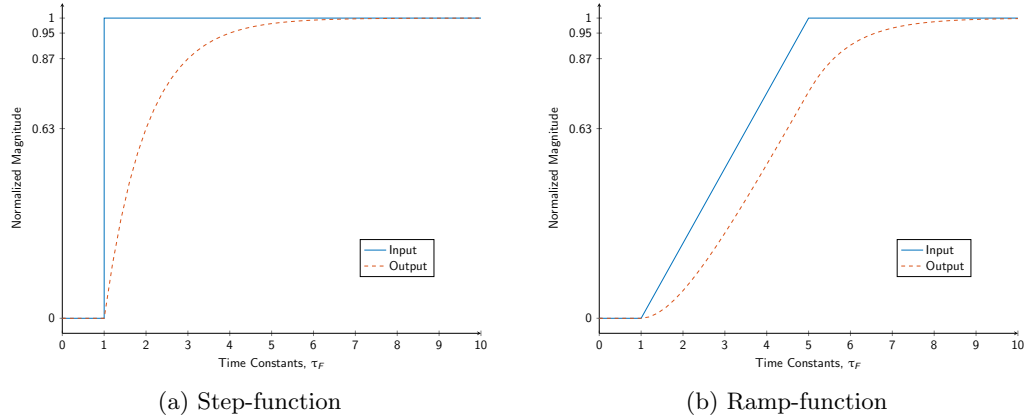 1
0.95
0.87
0.63
0
Normalized Magnitude
Input
Output
0 1 2 3 4 5 6 7 8 9 10
Time Constants, τF
(a) Step-function
1
0.95
0.87
0.63
0
Normalized Magnitude
Input
Output
0 1 2 3 4 5 6 7 8 9 10
Time Constants, τF
(b) Ramp-function